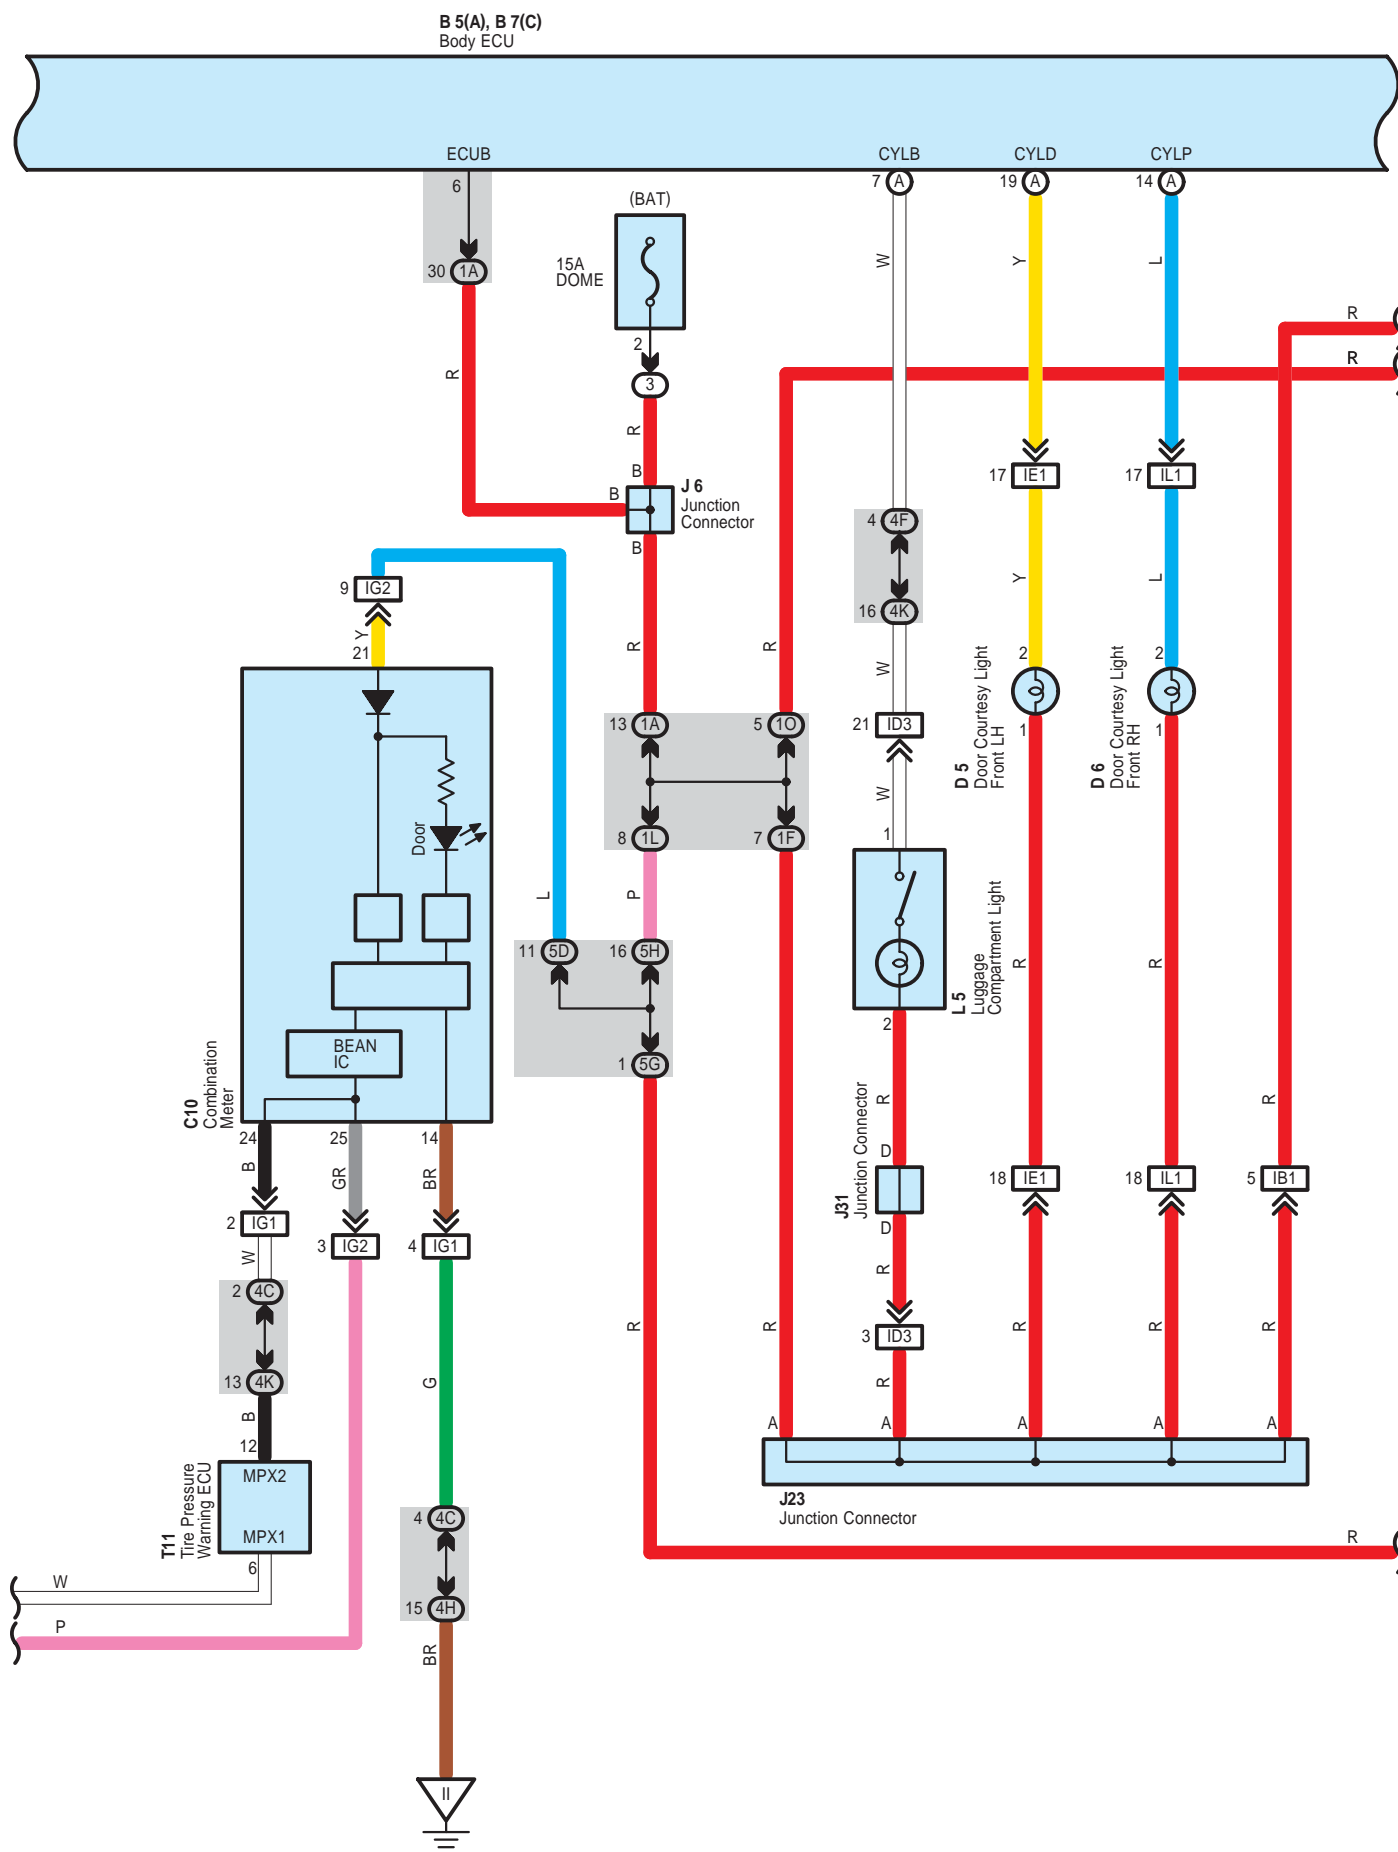 B 5(A), B 7(C)
Body ECU
ECUB
CYLB
CYLD
CYLP
6
7
A
19
A
14
A
(BAT)
30
1A
15A
DOME
W
Y
L
R
R
2
3
R
R
B
B
J 6
Junction
Connector
B
17
IE1
17
IL1
4
4F
9
IG2
Y
L
16
4K
Y
21
R
R
W
2
2
D 5
Door Courtesy Light
Front LH
D 6
Door Courtesy Light
Front RH
13
1A
5
1O
21
ID3
1
1
W
Door
8
1L
7
1F
1
L
P
11
5D
16
5H
R
R
L 5
Luggage
Compartment Light
2
BEAN
IC
1
5G
C10
Combination
Meter
R
R
24
25
14
J31
Junction Connector
D
B
GR
BR
18
IE1
18
IL1
5
IB1
2
IG1
D
3
IG2
4
IG1
W
R
2
4C
R
R
3
ID3
R
R
R
13
4K
G
R
B
A
A
A
A
A
12
MPX2
T11
Tire Pressure
Warning ECU
MPX1
J23
Junction Connector
4
4C
R
6
W
15
4H
P
BR
II